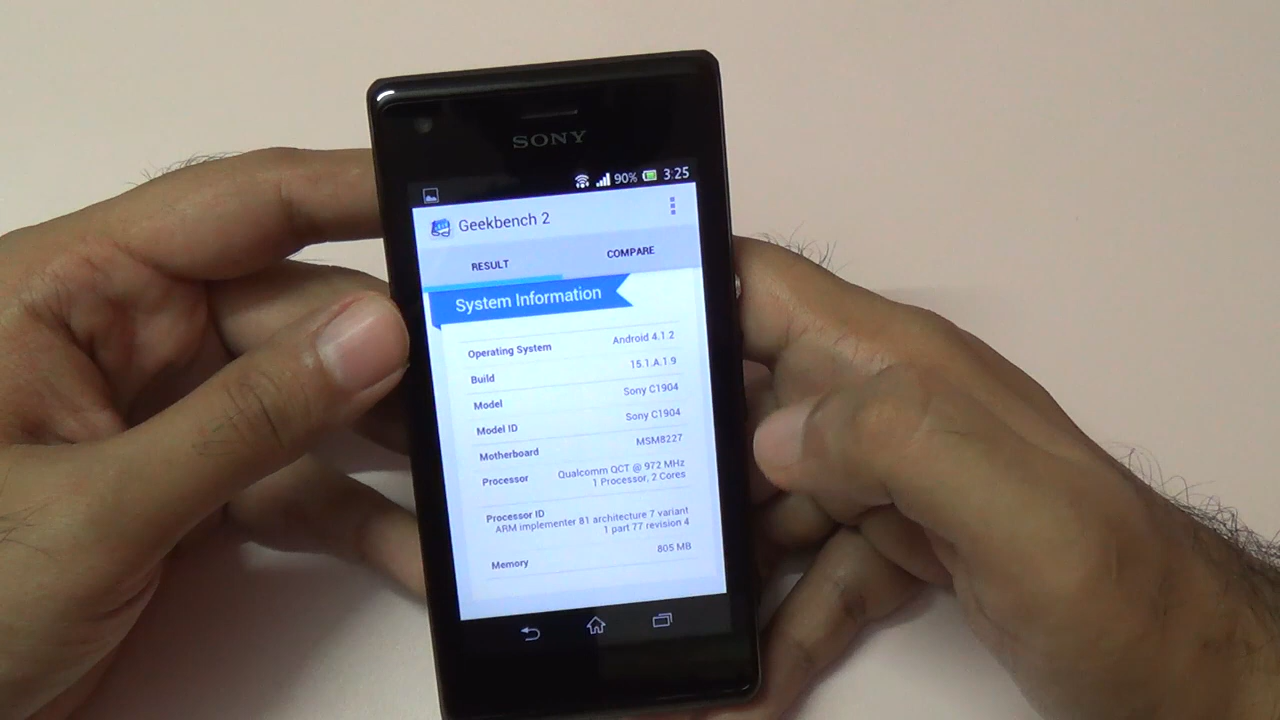 SONY
90% 3:25
Geekbench 2
RESULT COMPARE
System Information
Operating System Android 4.1.2
Build 15.1.A.1.9
Model Sony C1904
Model ID Sony C1904
Motherboard MSM8227
Processor Qualcomm QCT @ 972 MHz
1 Processor, 2 Cores
Processor ID
ARM implementer 81 architecture 7 variant
1 part 77 revision 4
Memory 805 MB